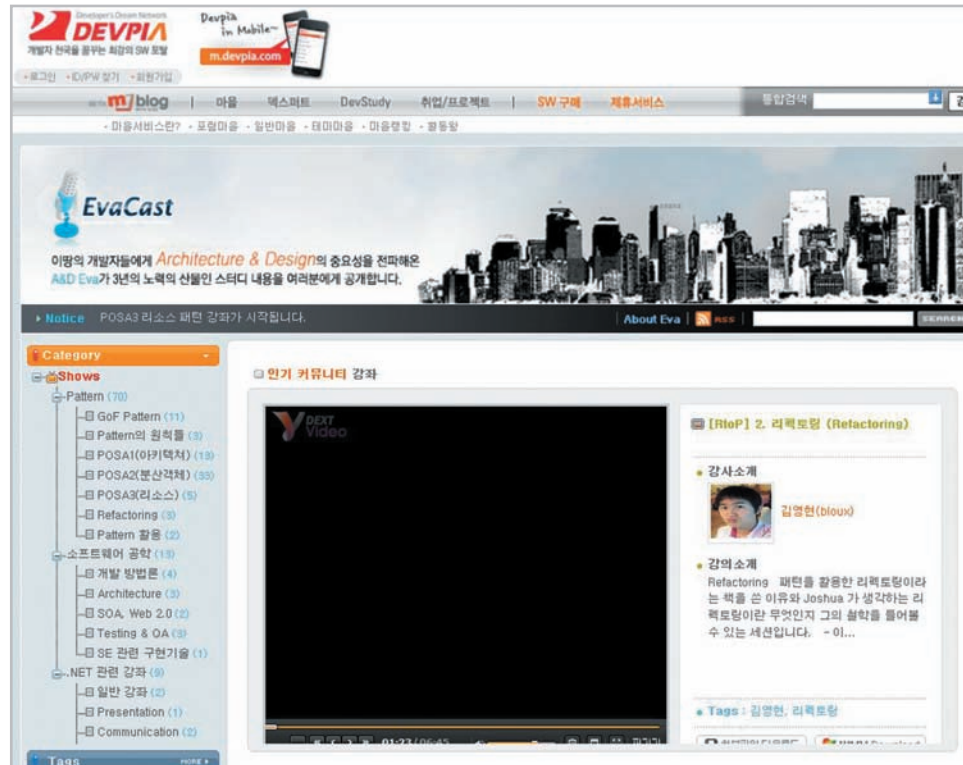 Developer's Dream Network
DEVPIA
개발자 천국을 꿈꾸는 최강의 SW 포탈
Devpia
in Mobile~
m.devpia.com
로그인 ID/PW 찾기 회원가입
blog | 마을 덱스퍼트 DevStudy 취업/프로젝트 | SW 구매 제휴서비스 통합검색
마을서비스란? 포럼마을 일반마을 테마마을 마을랭킹 활동왕
EvaCast
이땅의 개발자들에게 Architecture & Design의 중요성을 전파해온
A&D Eva가 3년의 노력의 산물인 스터디 내용을 여러분에게 공개합니다.
Notice POSA3 리소스 패턴 강좌가 시작됩니다. | About Eva | RSS | SEARCH
Category
Shows
Pattern (70)
GoF Pattern (11)
Pattern의 원칙들 (3)
POSA1(아키텍처) (13)
POSA2(분산객체) (33)
POSA3(리소스) (5)
Refactoring (3)
Pattern 활용 (2)
소프트웨어 공학 (13)
개발 방법론 (4)
Architecture (3)
SOA, Web 2.0 (2)
Testing & QA (3)
SE 관련 구현기술 (1)
.NET 관련 강좌 (9)
일반 강좌 (2)
Presentation (1)
Communication (2)
Tags MORE
인기 커뮤니티 강좌
DEXT
Video
01:23 / 06:45
[RtoP] 2. 리팩토링 (Refactoring)
강사소개
김영현(bloux)
강의소개
Refactoring 패턴을 활용한 리팩토링이라
는 책을 쓴 이유와 Joshua 가 생각하는 리
팩토링이란 무엇인지 그의 철학를 들어볼
수 있는 세션입니다. - 이...
Tags : 김영현, 리팩토링